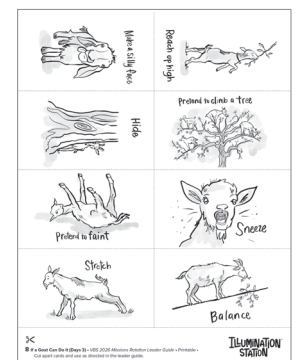 Make a silly face
Reach up high
Hide
Pretend to climb a tree
Pretend to faint
Sneeze
Stretch
Balance
8 If a Goat Can Do It (Days 3) • VBS 2026 Missions Rotation Leader Guide • Printable •
Cut apart cards and use as directed in the leader guide.
ILLUMINATION
STATION